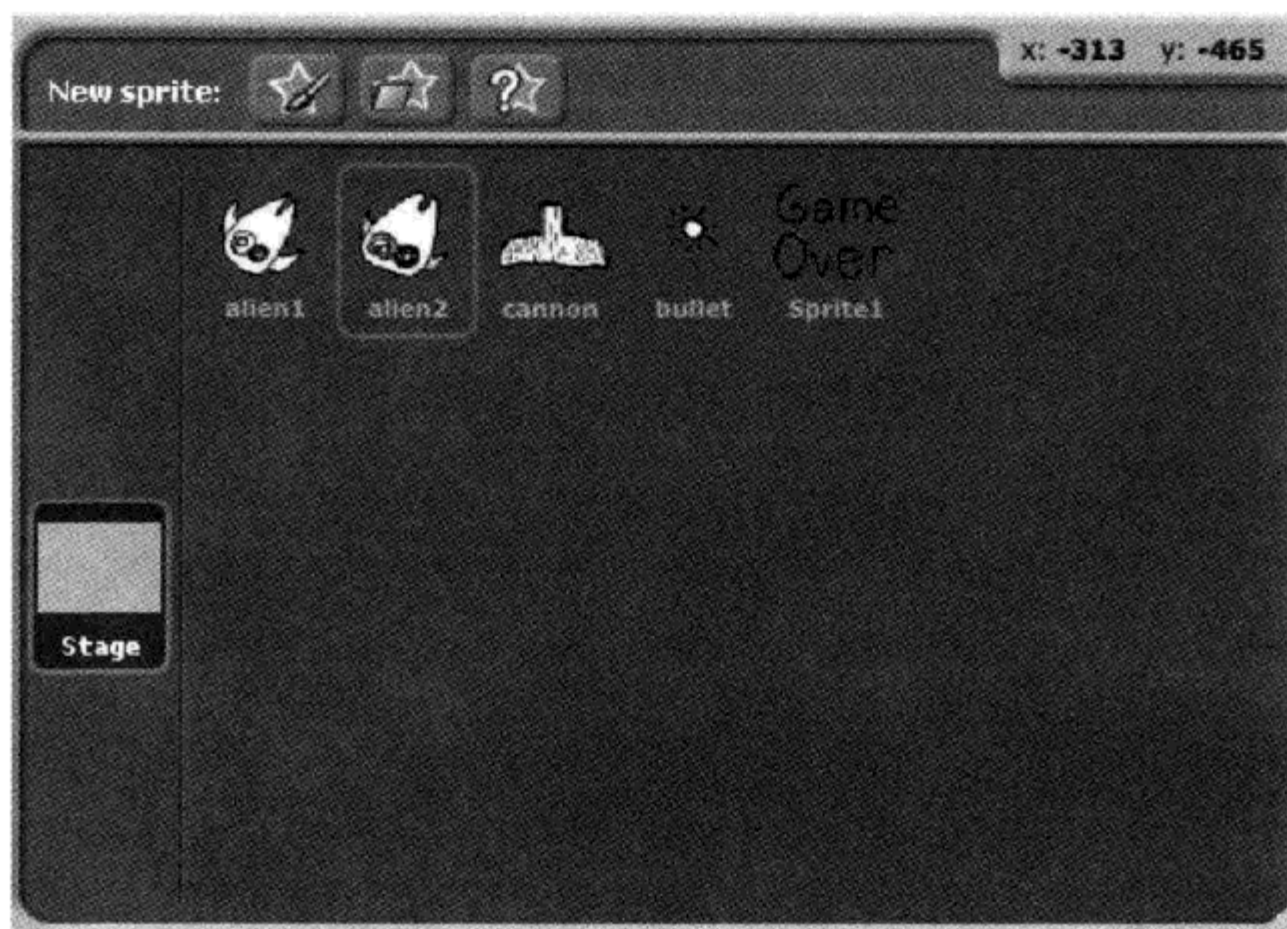 x: -313 y: -465
New sprite:
Game
Over
alien1 alien2 cannon bullet Sprite1
Stage